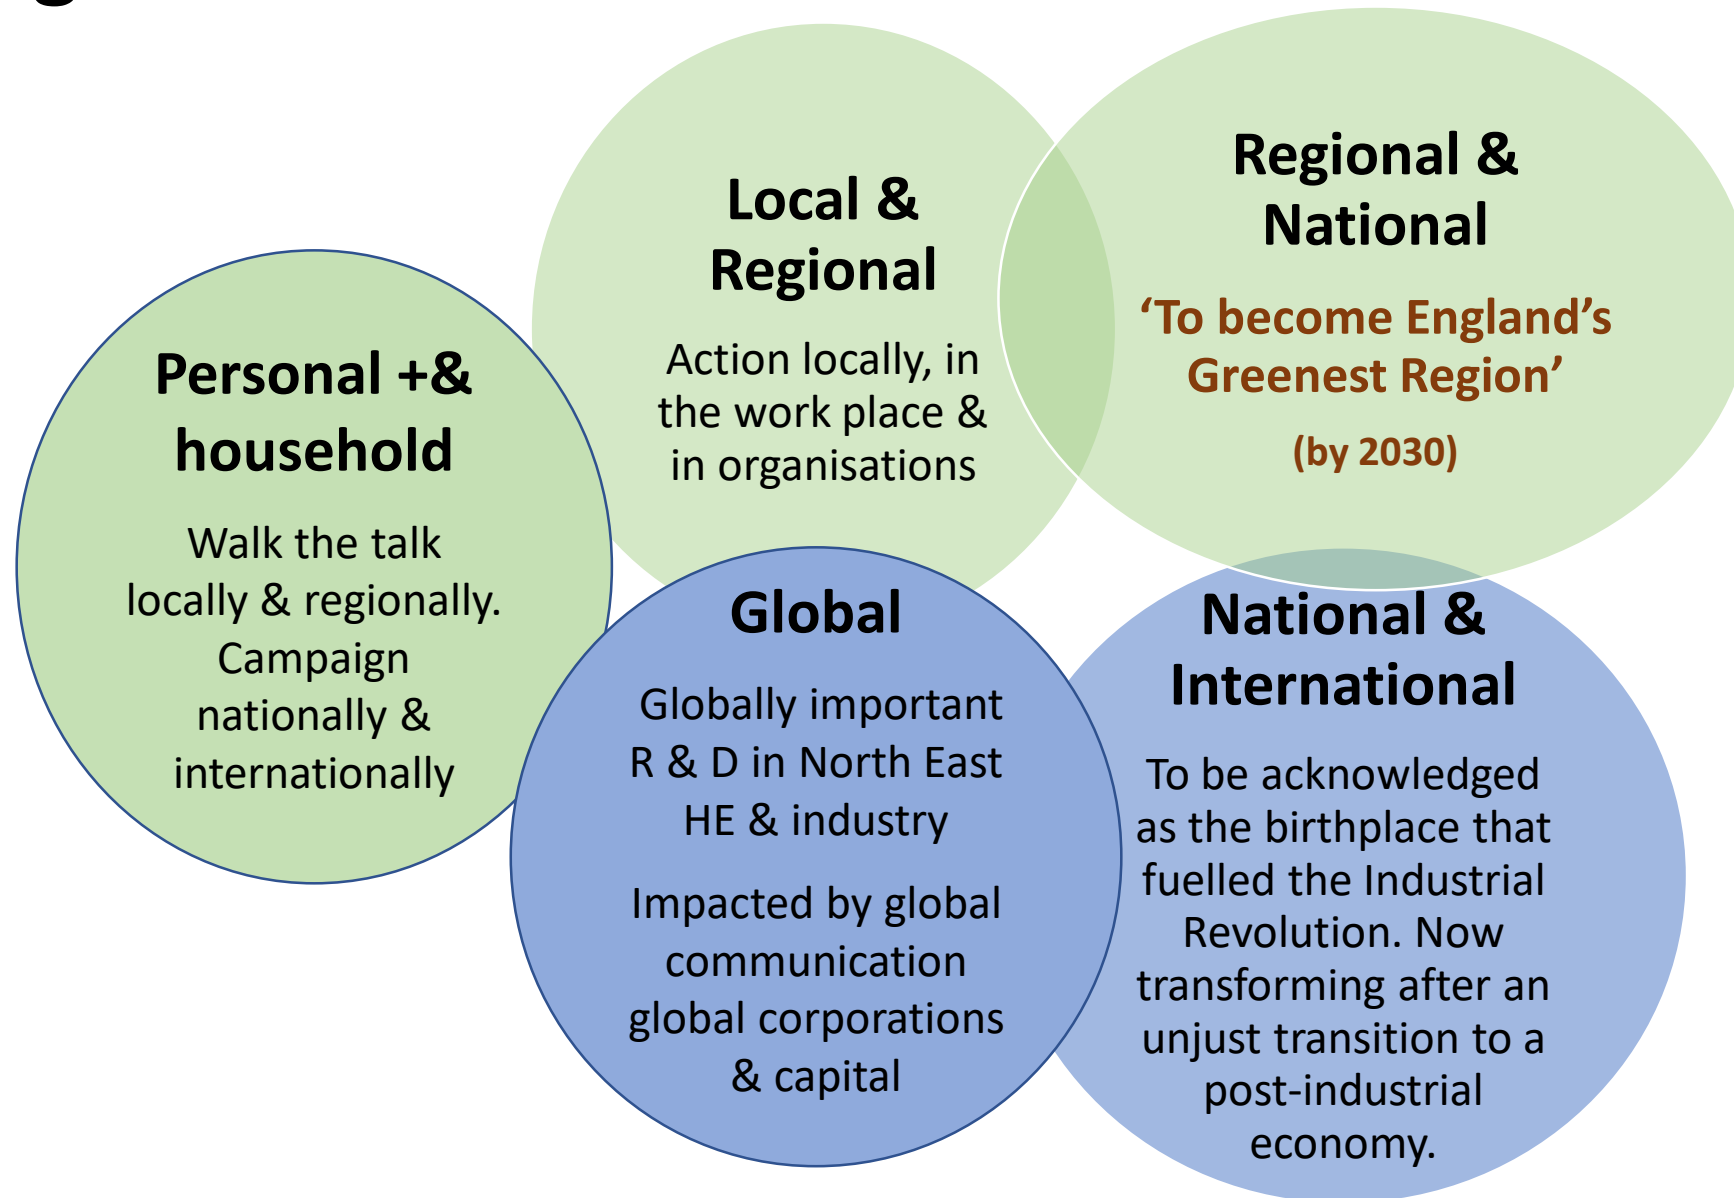 Personal +&
household
Walk the talk
locally & regionally.
Campaign
nationally &
internationally
Local &
Regional
Action locally, in
the work place &
in organisations
Regional &
National
‘To become England’s
Greenest Region’
(by 2030)
Global
Globally important
R & D in North East
HE & industry
Impacted by global
communication
global corporations
& capital
National &
International
To be acknowledged
as the birthplace that
fuelled the Industrial
Revolution. Now
transforming after an
unjust transition to a
post-industrial
economy.